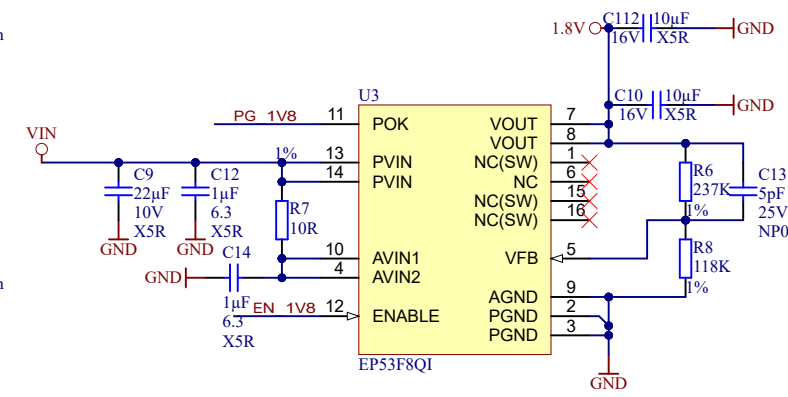 n
C112 10µF
1.8V
16V X5R
GND
U3
C10 10µF
16V X5R
GND
PG_1V8
11
POK
VOUT
7
VOUT
8
VIN
1%
13
PVIN
NC(SW)
1
14
PVIN
NC
6
NC(SW)
15
NC(SW)
16
C9
22µF
10V
X5R
GND
C12
1µF
6.3
X5R
GND
R7
10R
R6
237K
1%
C13
5pF
25V
NP0
C14
GND
1µF
6.3
X5R
10
AVIN1
4
AVIN2
VFB
5
R8
118K
1%
n
EN_1V8
12
ENABLE
AGND
9
PGND
2
PGND
3
EP53F8QI
GND